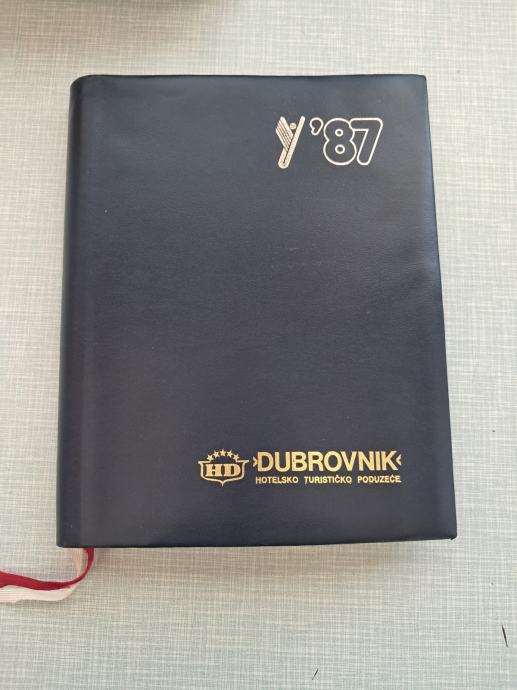 y '87
HD
›DUBROVNIK‹
HOTELSKO TURISTIČKO PODUZEĆE